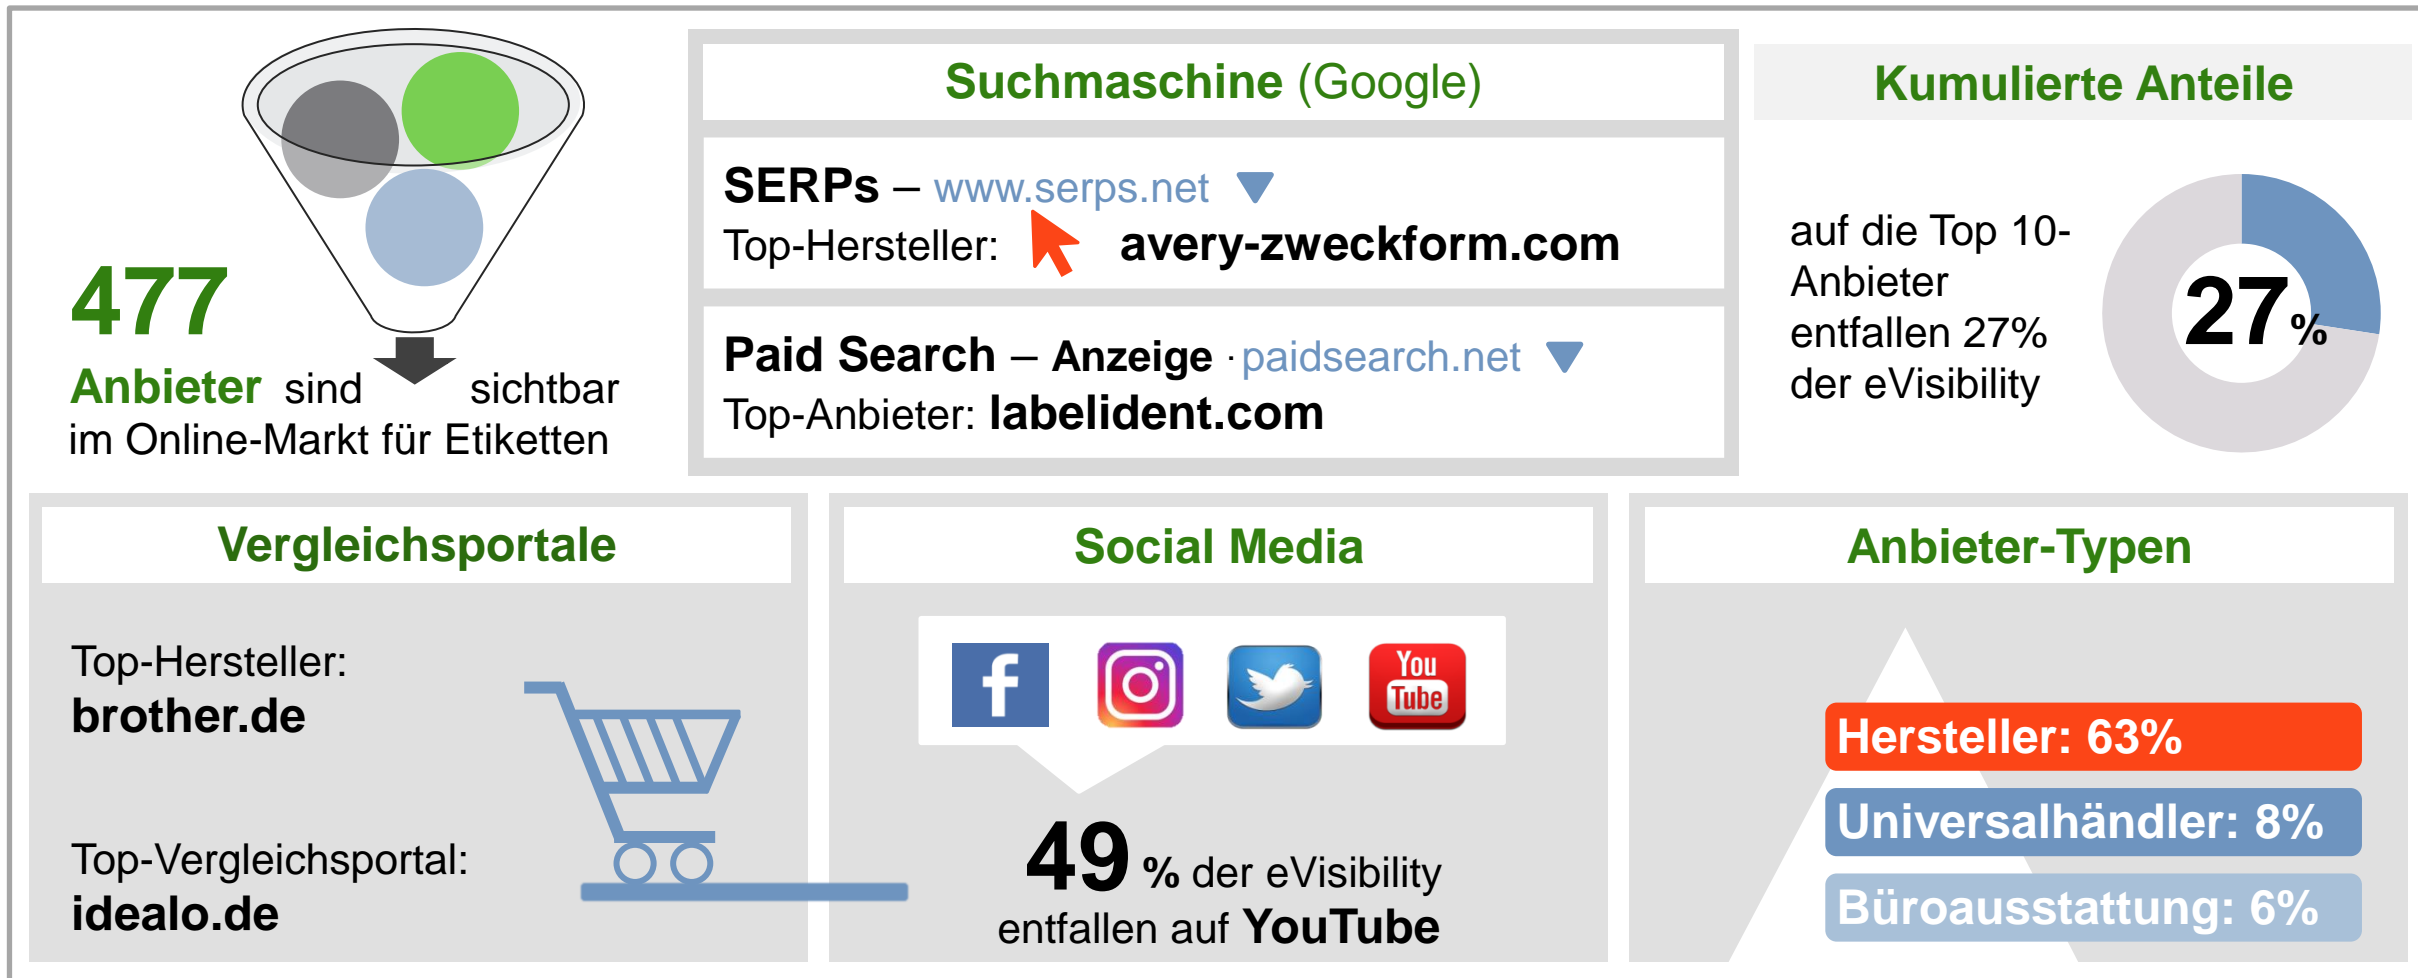 477
Anbieter sind sichtbar
im Online-Markt für Etiketten
Suchmaschine (Google)
SERPs – www.serps.net
Top-Hersteller: avery-zweckform.com
Paid Search – Anzeige · paidsearch.net
Top-Anbieter: labelident.com
Kumulierte Anteile
auf die Top 10-
Anbieter
entfallen 27%
der eVisibility
27%
Vergleichsportale
Top-Hersteller:
brother.de
Top-Vergleichsportal:
idealo.de
Social Media
f
You
Tube
49 % der eVisibility
entfallen auf YouTube
Anbieter-Typen
Hersteller: 63%
Universalhändler: 8%
Büroausstattung: 6%